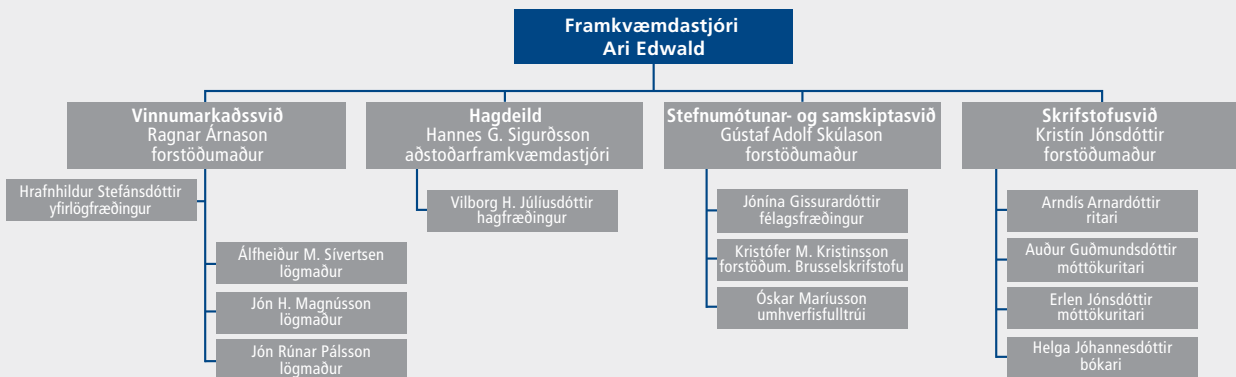 Framkvæmdastjóri
Ari Edwald
Vinnumarkaðssvið
Ragnar Árnason
forstöðumaður
Hagdeild
Hannes G. Sigurðsson
aðstoðarframkvæmdastjóri
Stefnumótunar- og samskiptasvið
Gústaf Adolf Skúlason
forstöðumaður
Skrifstofusvið
Kristín Jónsdóttir
forstöðumaður
Hrafnhildur Stefánsdóttir
yfirlögfræðingur
Álfheiður M. Sívertsen
lögmaður
Jón H. Magnússon
lögmaður
Jón Rúnar Pálsson
lögmaður
Vilborg H. Júlíusdóttir
hagfræðingur
Jónína Gissurardóttir
félagsfræðingur
Kristófer M. Kristinsson
forstöðum. Brusselskrifstofu
Óskar Maríusson
umhverfisfulltrúi
Arndís Arnardóttir
ritari
Auður Guðmundsdóttir
móttökuritari
Erlen Jónsdóttir
móttökuritari
Helga Jóhannesdóttir
bókari